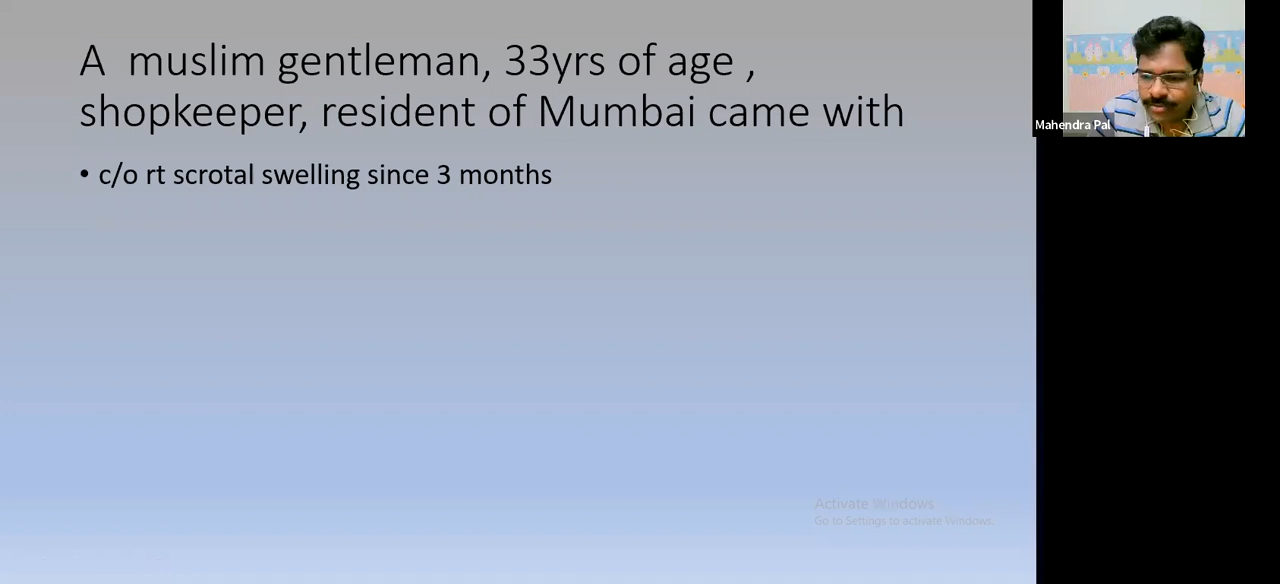 A  muslim gentleman, 33yrs of age ,
shopkeeper, resident of Mumbai came with
• c/o rt scrotal swelling since 3 months
Mahendra Pal
Activate Windows
Go to Settings to activate Windows.